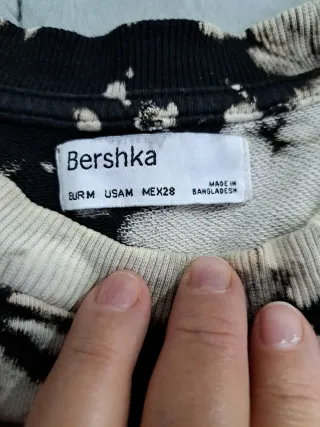 Bershka
EUR M USA M MEX 28
MADE IN
BANGLADESH